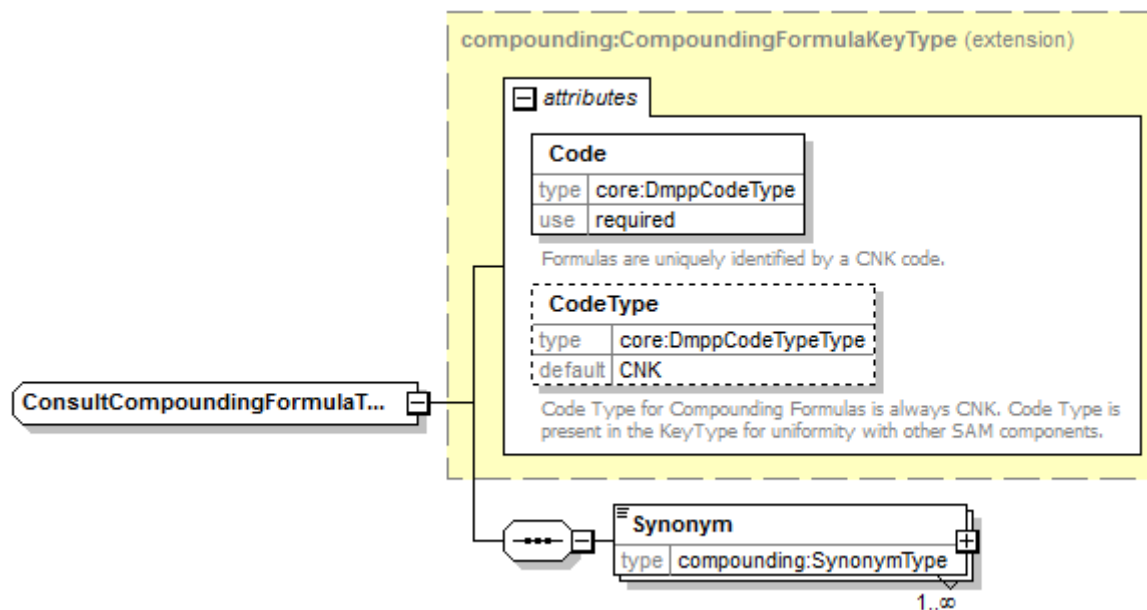 compounding:CompoundingFormulaKeyType (extension)
attributes
Code
type core:DmppCodeType
use required
Formulas are uniquely identified by a CNK code.
CodeType
type core:DmppCodeTypeType
default CNK
Code Type for Compounding Formulas is always CNK. Code Type is
present in the KeyType for uniformity with other SAM components.
ConsultCompoundingFormulaT...
Synonym
type compounding:SynonymType
1..∞